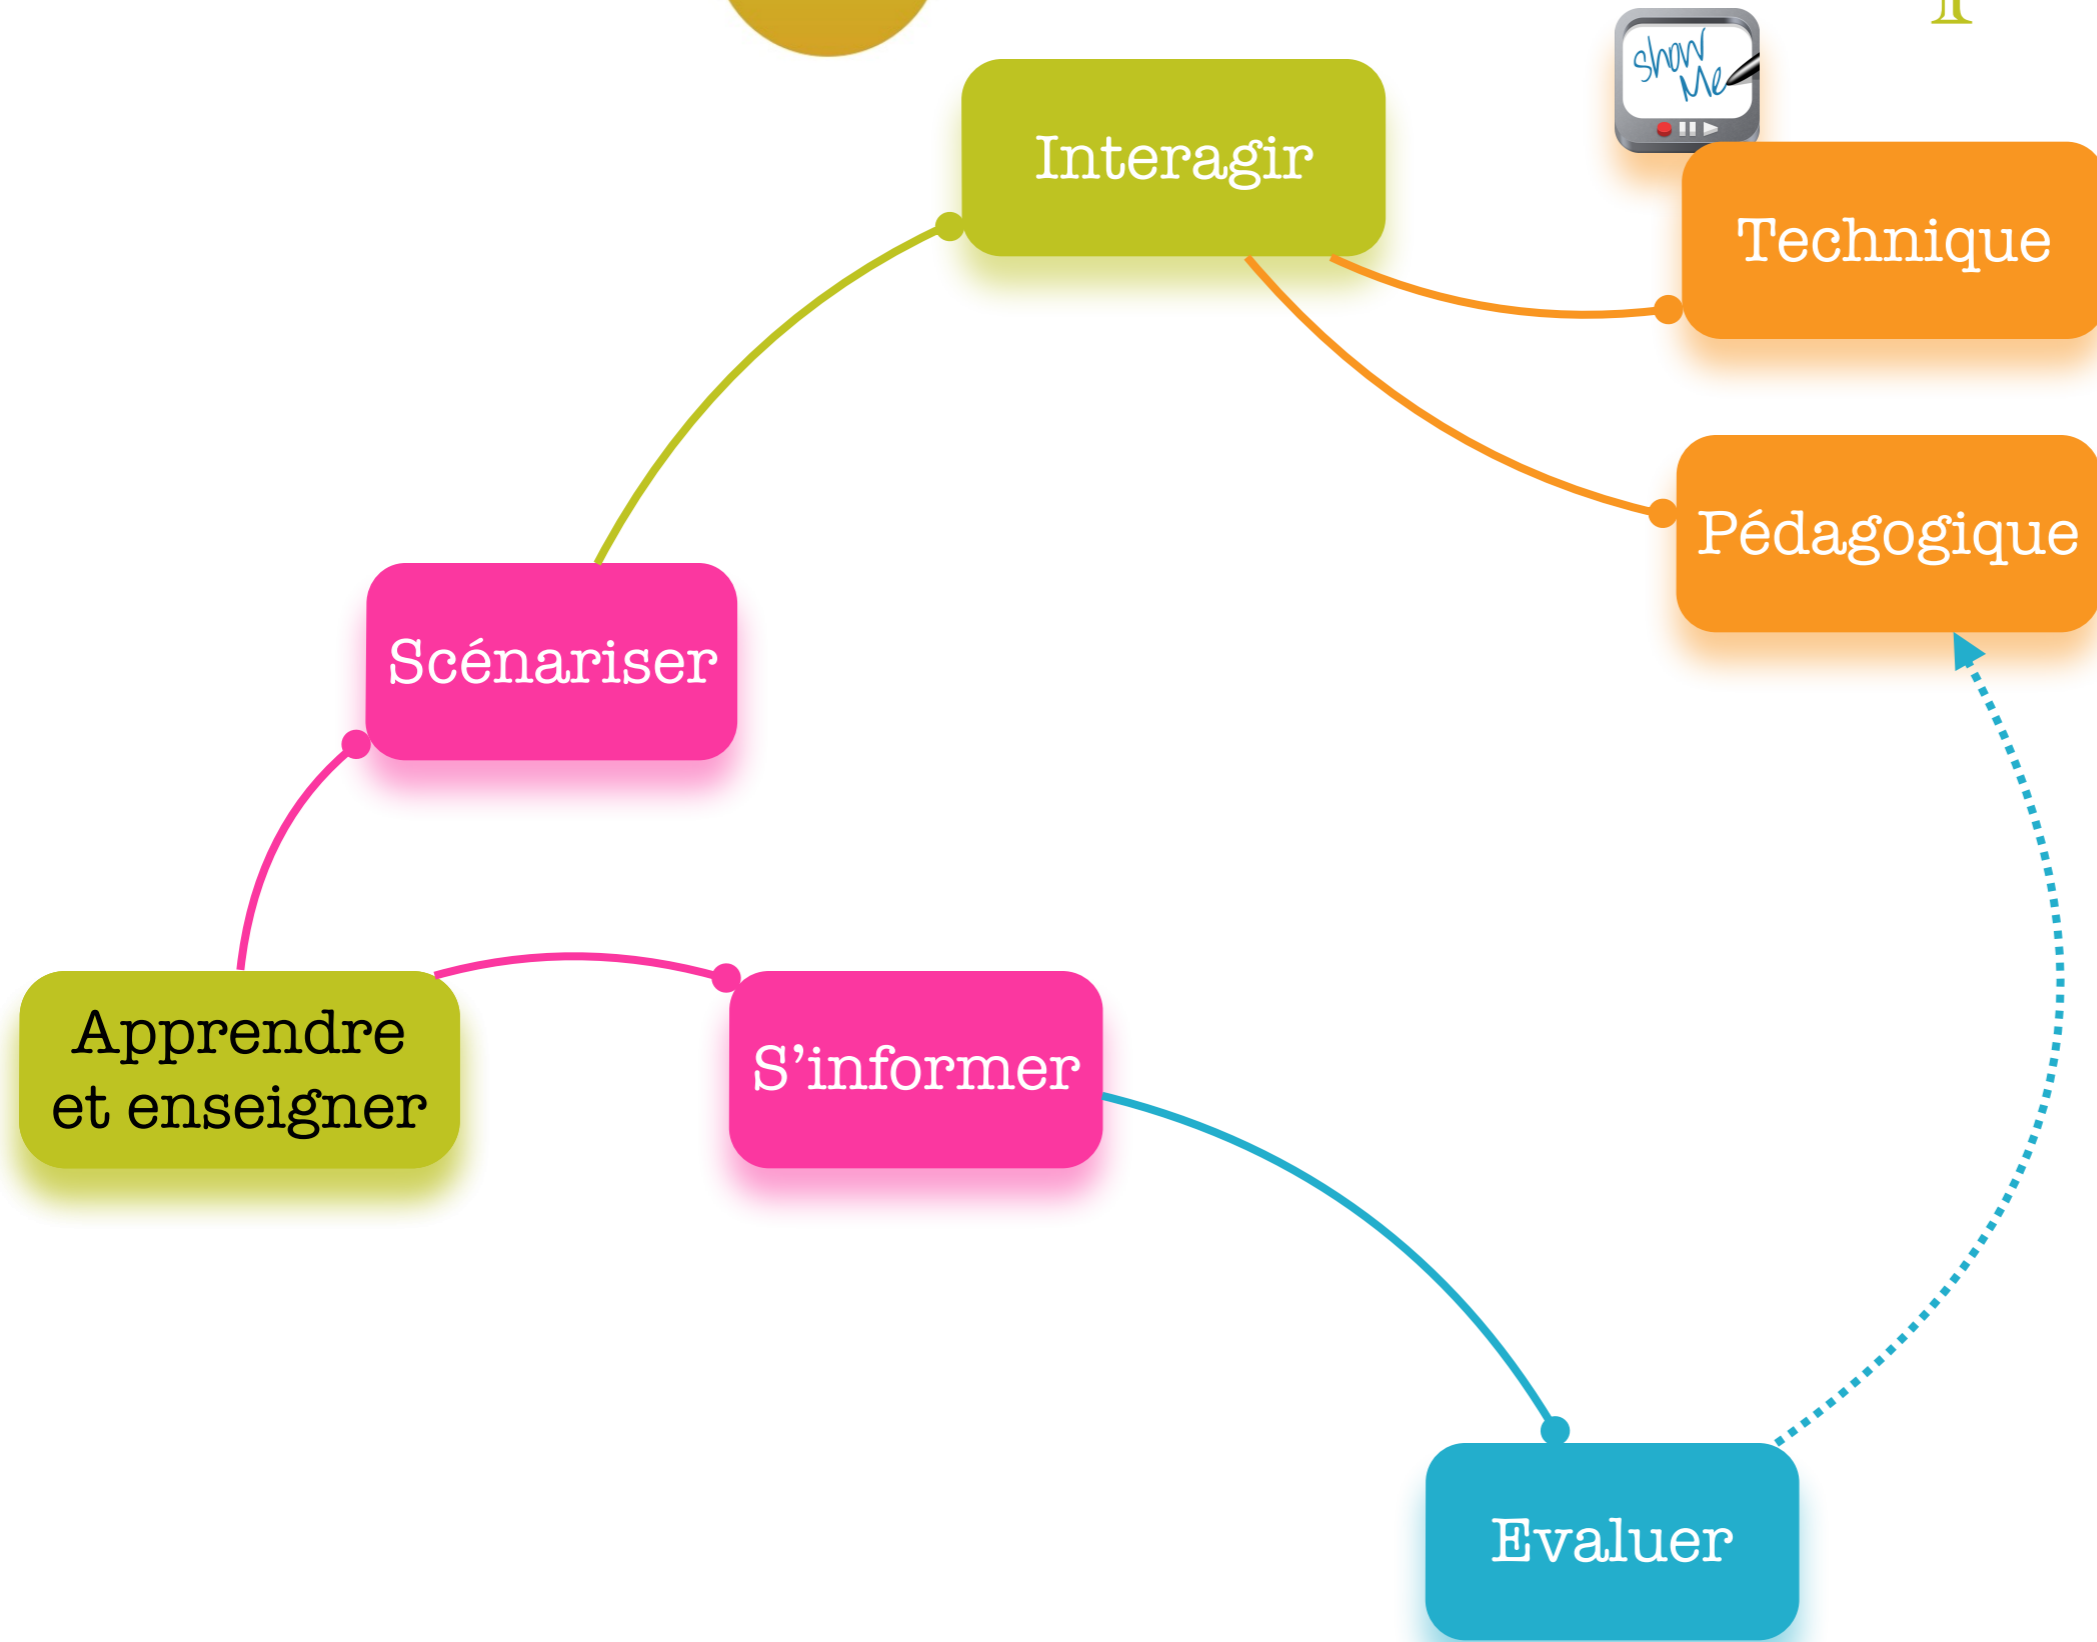 show
Me
Interagir
Technique
Pédagogique
Scénariser
Apprendre
et enseigner
S’informer
Evaluer